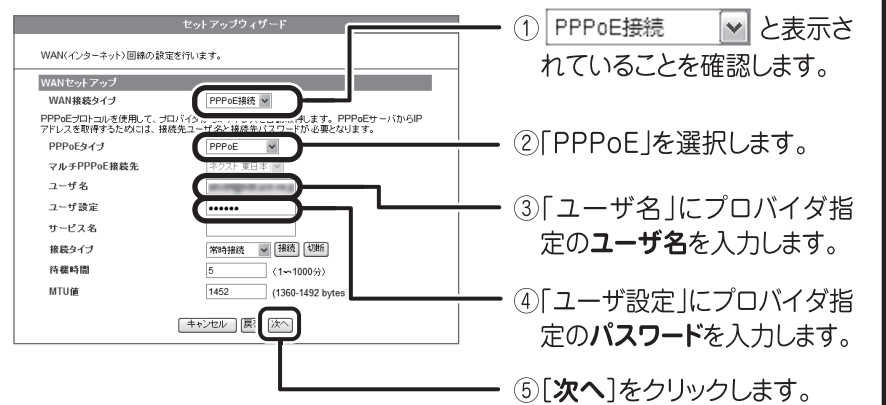 セットアップウィザード
WAN(インターネット)回線の設定を行います。
WANセットアップ
WAN接続タイプ PPPoE接続
PPPoEプロトコルを使用して、プロバイダから します。PPPoEサーバからIP
アドレスを取得するためには、接続先ユーザ名と接続先パスワードが必要となります。
PPPoEタイプ PPPoE
マルチPPPoE接続先 ネクスト 東日本
ユーザ名
ユーザ設定 ••••••
サービス名
接続タイプ 常時接続 接続 切断
待機時間 5 (1~1000分)
MTU値 1452 (1360-1492 bytes
キャンセル 戻 次へ
① PPPoE接続 と表示さ
れていることを確認します。
②「PPPoE」を選択します。
③「ユーザ名」にプロバイダ指
定のユーザ名を入力します。
④「ユーザ設定」にプロバイダ指
定のパスワードを入力します。
⑤[次へ]をクリックします。